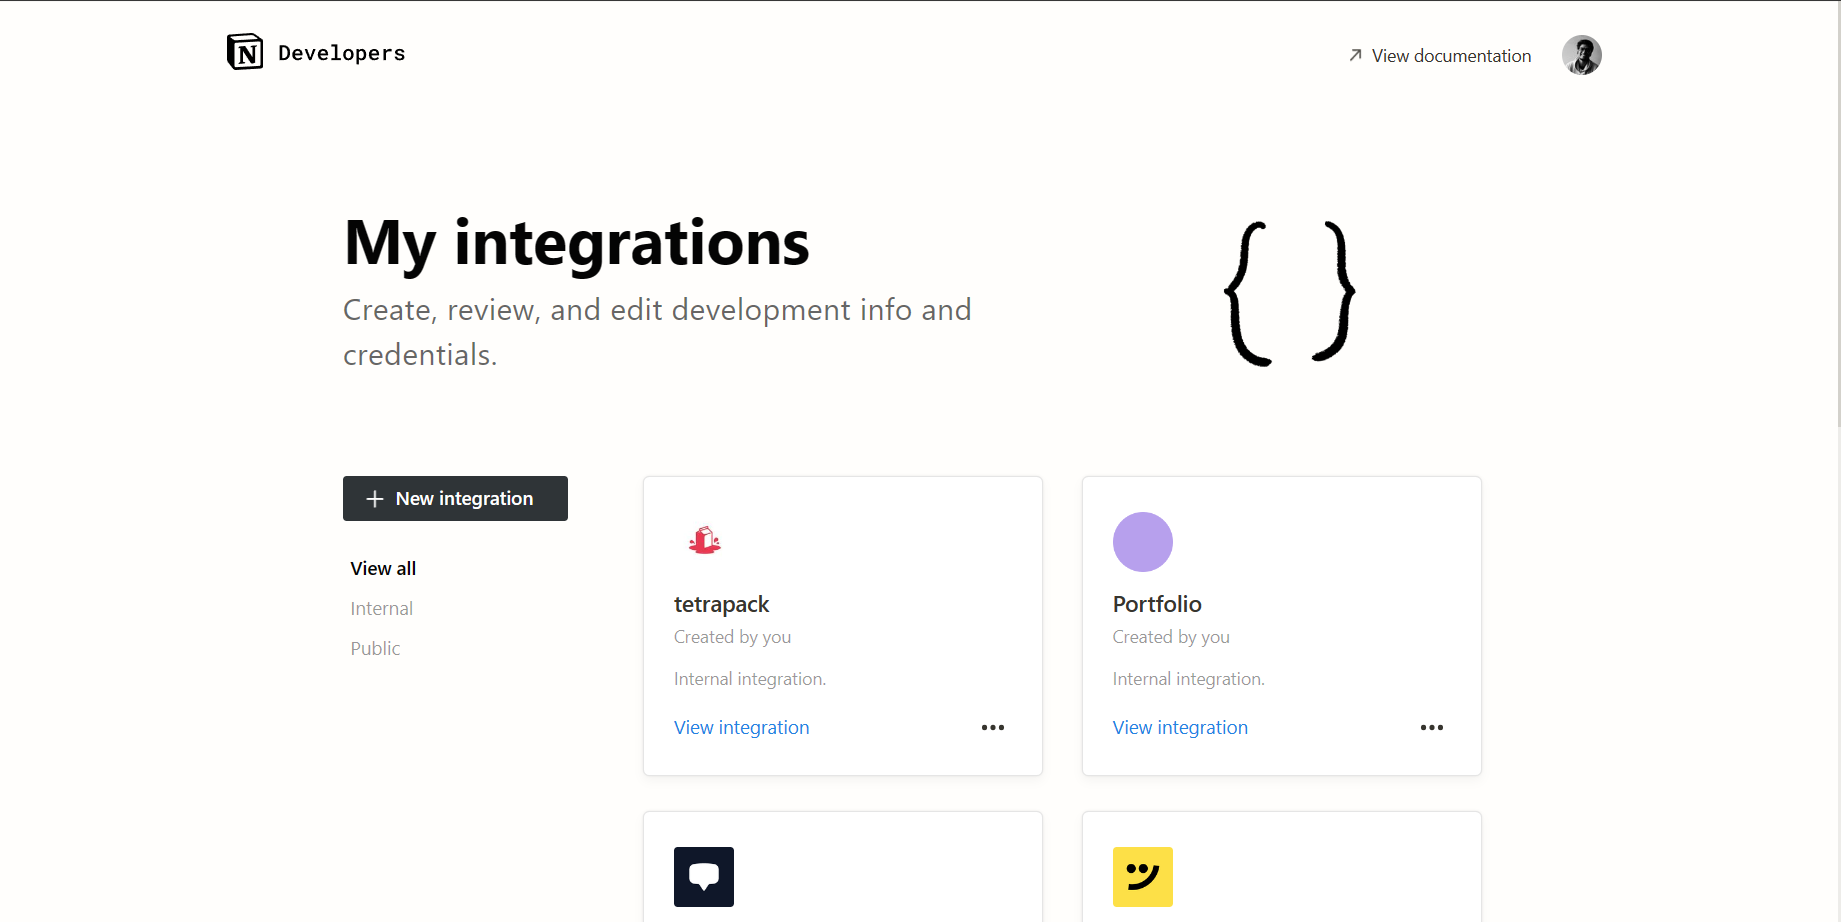 Developers
View documentation
My integrations
Create, review, and edit development info and
credentials.
New integration
View all
Internal
Public
tetrapack
Created by you
Internal integration.
View integration
Portfolio
Created by you
Internal integration.
View integration